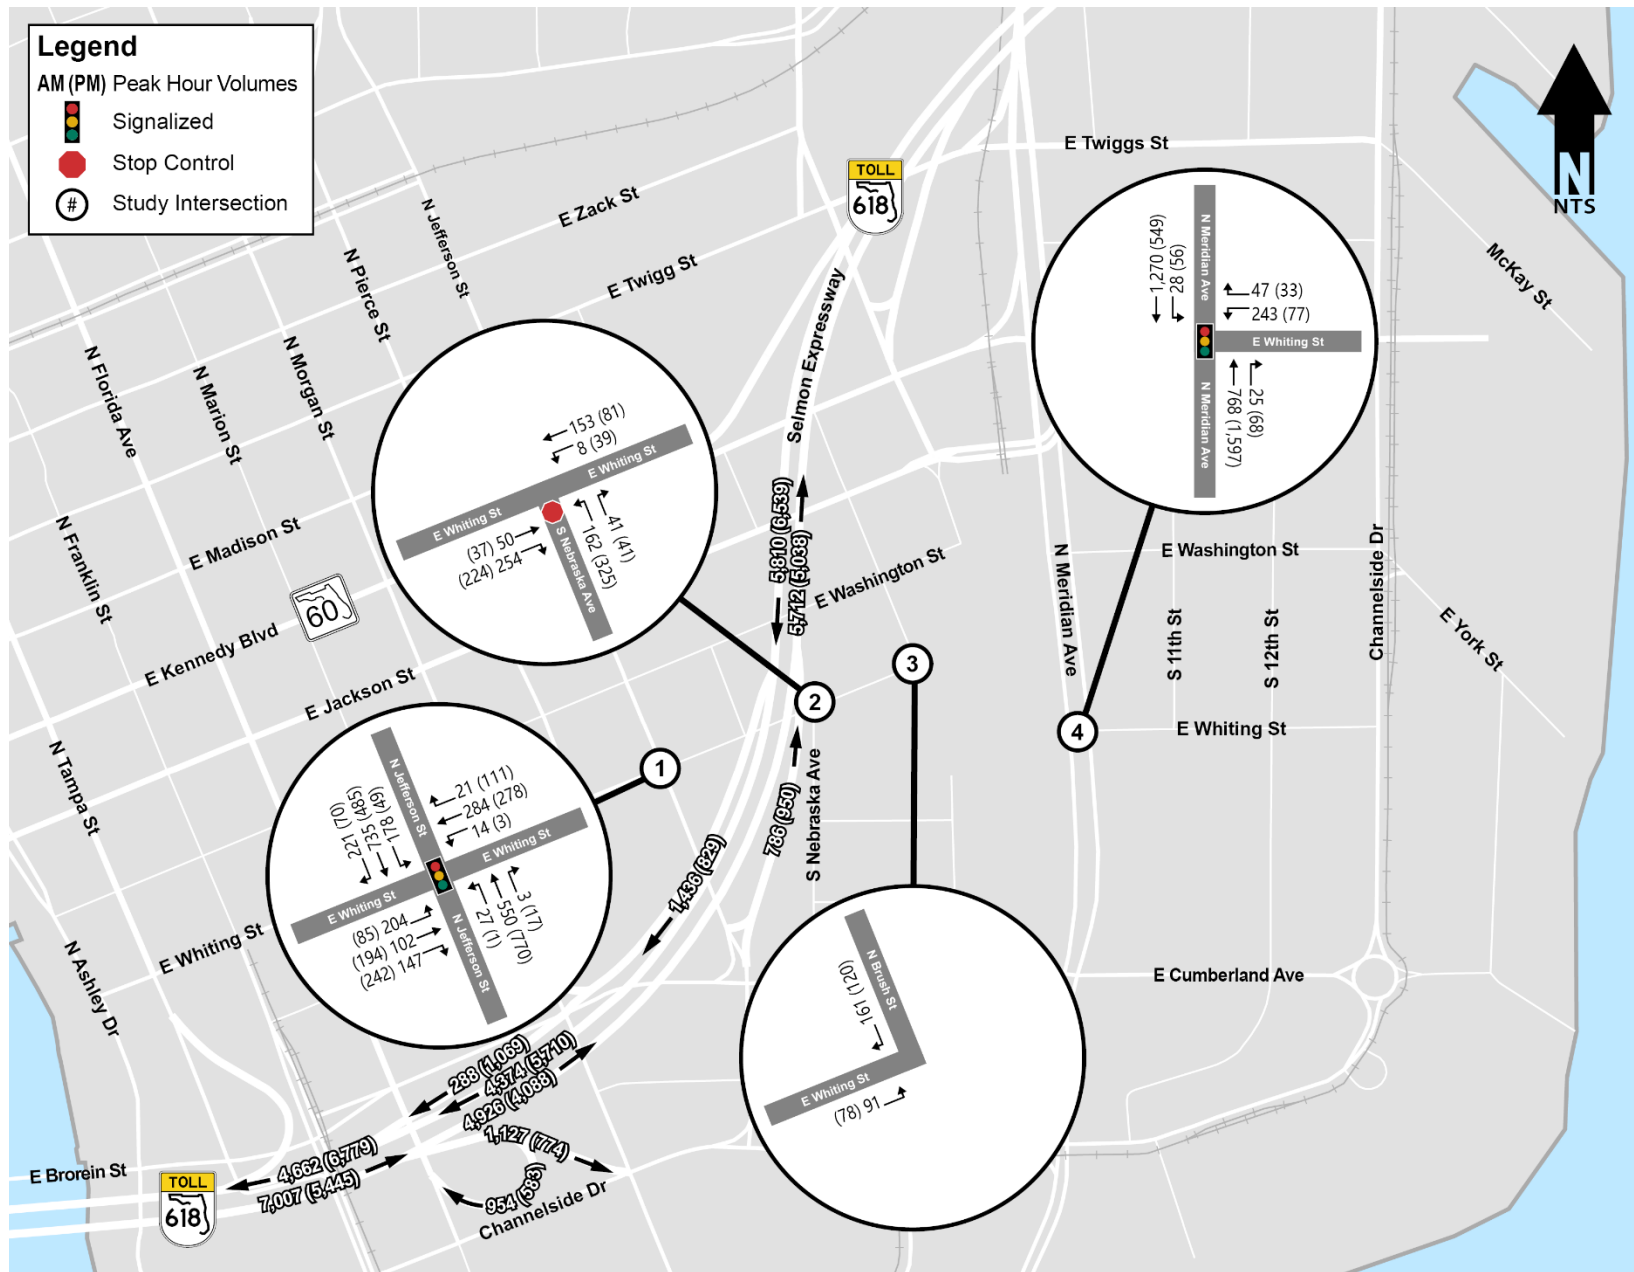 Legend
AM (PM) Peak Hour Volumes
Signalized
Stop Control
# Study Intersection
N
NTS
E Twiggs St
TOLL
618
E Zack St
N Jefferson St
E Twigg St
N Pierce St
McKay St
N Florida Ave
N Marion St
N Morgan St
Selmon Expressway
1,270 (549)
28 (56)
N Meridian Ave
47 (33)
243 (77)
E Whiting St
N Meridian Ave
768 (1,597)
25 (68)
153 (81)
8 (39)
E Whiting St
E Whiting St
(37) 50
(224) 254
S Nebraska Ave
162 (325)
41 (41)
5,810 (6,539)
5,712 (5,038)
N Franklin St
E Madison St
60
E Kennedy Blvd
E Jackson St
E Washington St
N Meridian Ave
E Washington St
S 11th St
S 12th St
Channelside Dr
E York St
E Whiting St
1
2
3
4
N Tampa St
N Jefferson St
221 (70)
735 (485)
178 (49)
21 (111)
284 (278)
14 (3)
E Whiting St
E Whiting St
(85) 204
(194) 102
(242) 147
N Jefferson St
27 (1)
550 (770)
3 (17)
786 (950)
S Nebraska Ave
1,436 (829)
E Whiting St
N Ashley Dr
N Brush St
161 (120)
E Whiting St
(78) 91
E Cumberland Ave
288 (1,069)
4,374 (5,710)
4,926 (4,088)
1,127 (774)
954 (583)
Channelside Dr
4,662 (6,779)
7,007 (5,445)
E Brorein St
TOLL
618